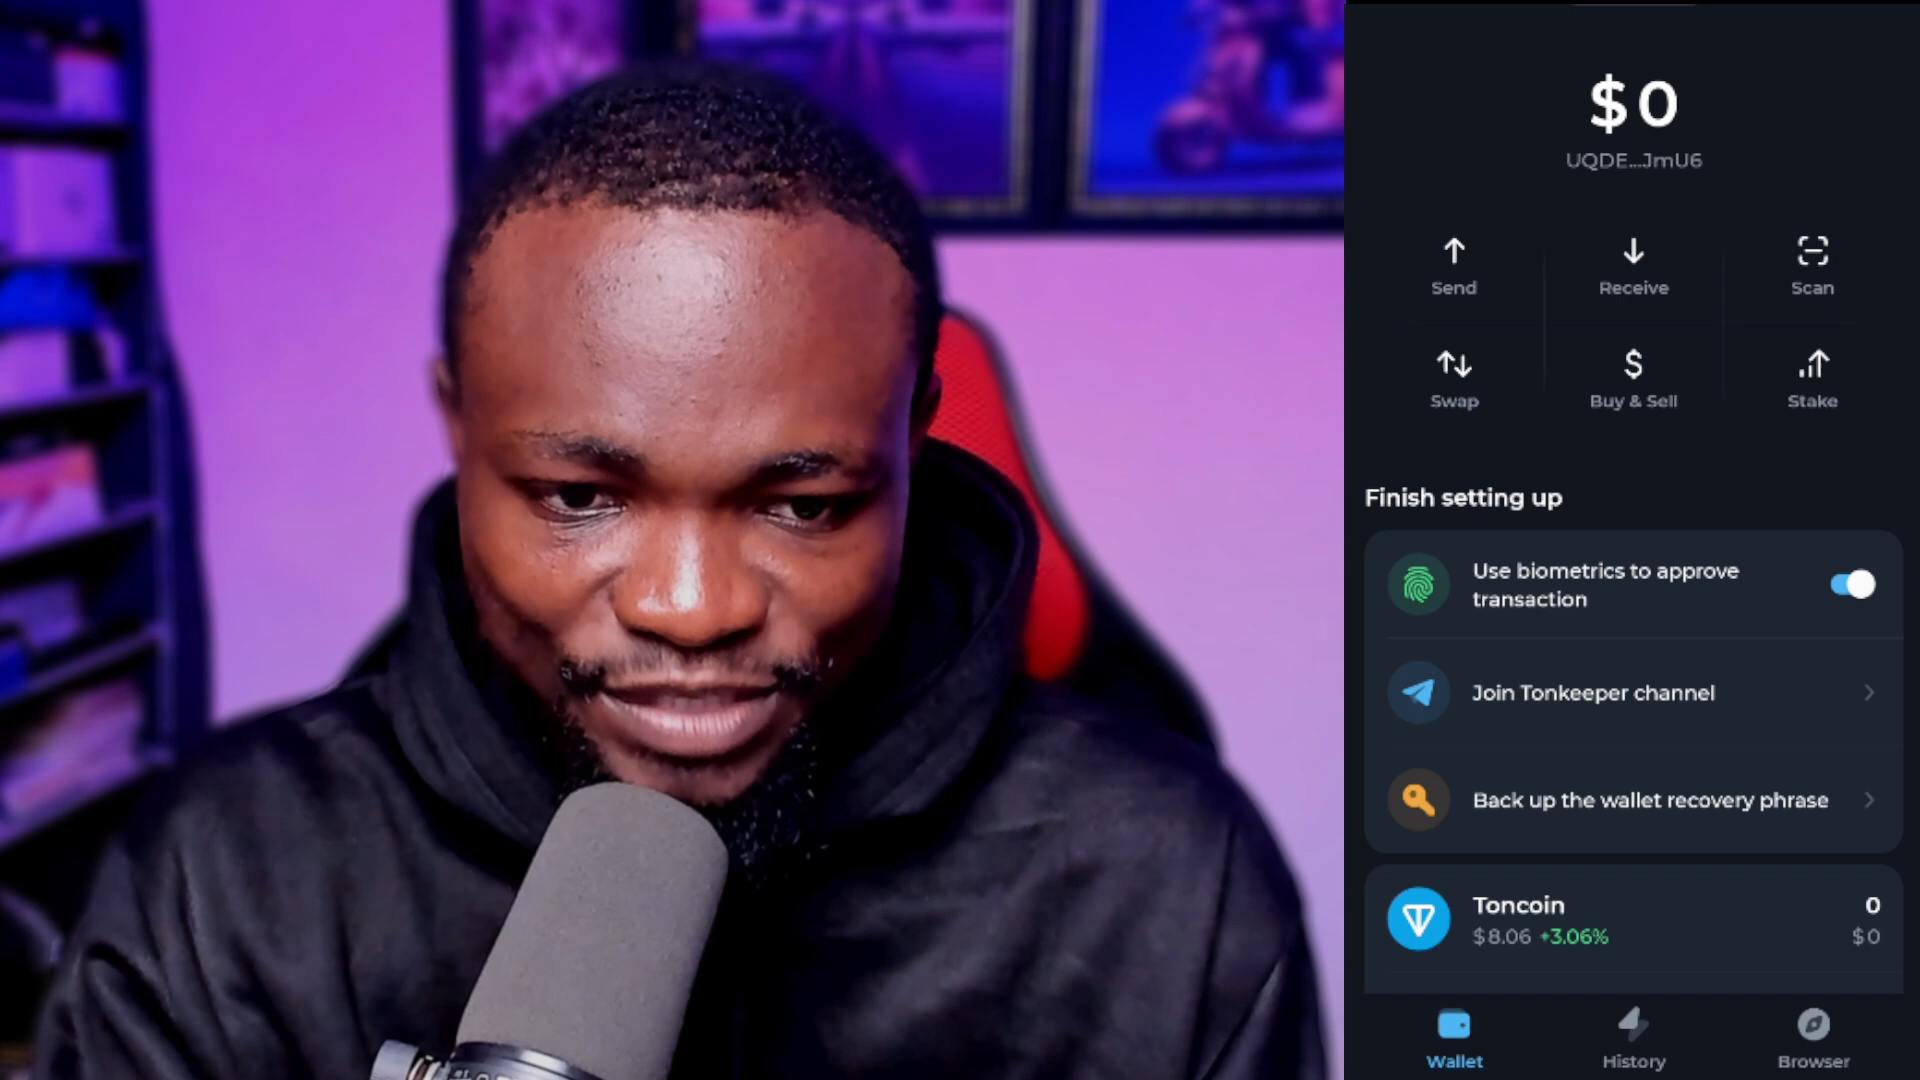 $0
UQDE...JmU6
Send
Receive
Scan
Swap
Buy & Sell
Stake
Finish setting up
Use biometrics to approve
transaction
Join Tonkeeper channel
Back up the wallet recovery phrase
Toncoin
0
$8.06 +3.06%
$0
Wallet
History
Browser